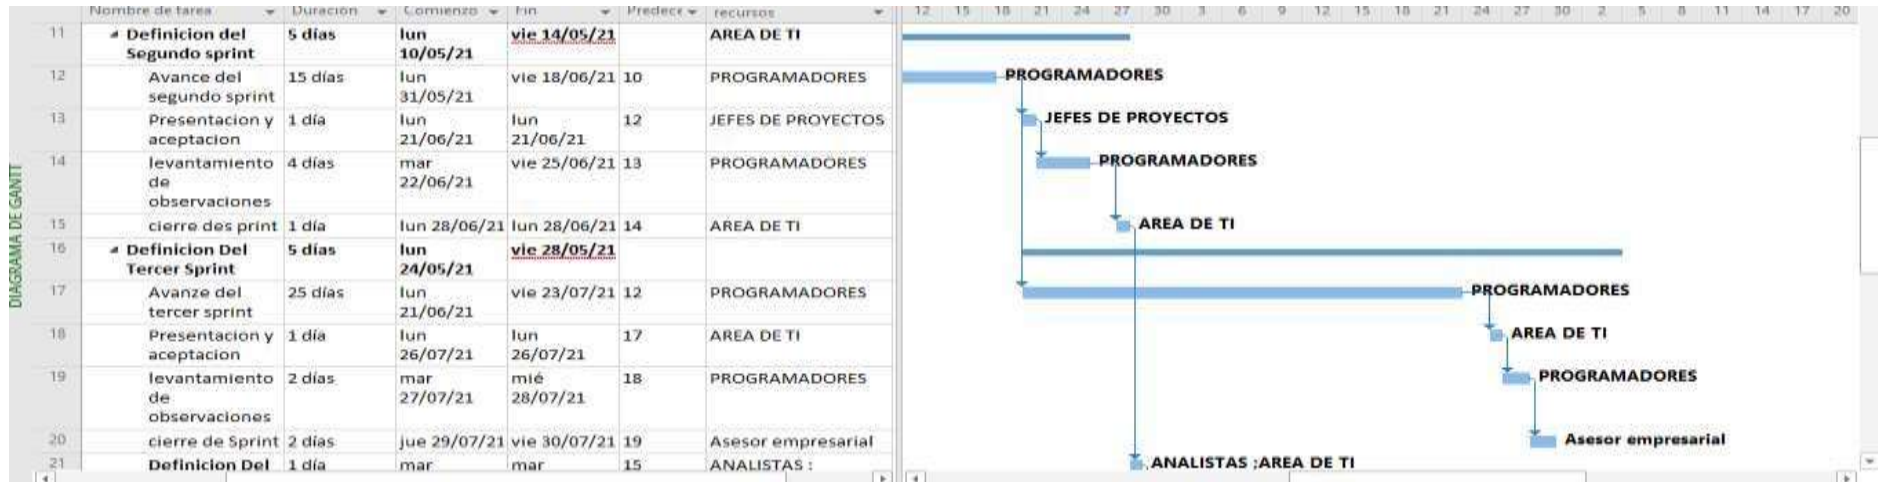 Nombre de tarea Duración Comienzo Fin Predece recursos 12 15 18 21 24 27 30 3 6 9 12 15 18 21 24 27 30 2 5 8 11 14 17 20
DIAGRAMA DE GANTT
11 Definicion del Segundo sprint 5 días lun 10/05/21 vie 14/05/21 AREA DE TI
12 Avance del segundo sprint 15 días lun 31/05/21 vie 18/06/21 10 PROGRAMADORES PROGRAMADORES
13 Presentacion y aceptacion 1 día lun 21/06/21 lun 21/06/21 12 JEFES DE PROYECTOS JEFES DE PROYECTOS
14 levantamiento de observaciones 4 días mar 22/06/21 vie 25/06/21 13 PROGRAMADORES PROGRAMADORES
15 cierre des print 1 día lun 28/06/21 lun 28/06/21 14 AREA DE TI AREA DE TI
16 Definicion Del Tercer Sprint 5 días lun 24/05/21 vie 28/05/21
17 Avanze del tercer sprint 25 días lun 21/06/21 vie 23/07/21 12 PROGRAMADORES PROGRAMADORES
18 Presentacion y aceptacion 1 día lun 26/07/21 lun 26/07/21 17 AREA DE TI AREA DE TI
19 levantamiento de observaciones 2 días mar 27/07/21 mié 28/07/21 18 PROGRAMADORES PROGRAMADORES
20 cierre de Sprint 2 días jue 29/07/21 vie 30/07/21 19 Asesor empresarial Asesor empresarial
21 Definicion Del 1 día mar mar 15 ANALISTAS ; ANALISTAS ;AREA DE TI